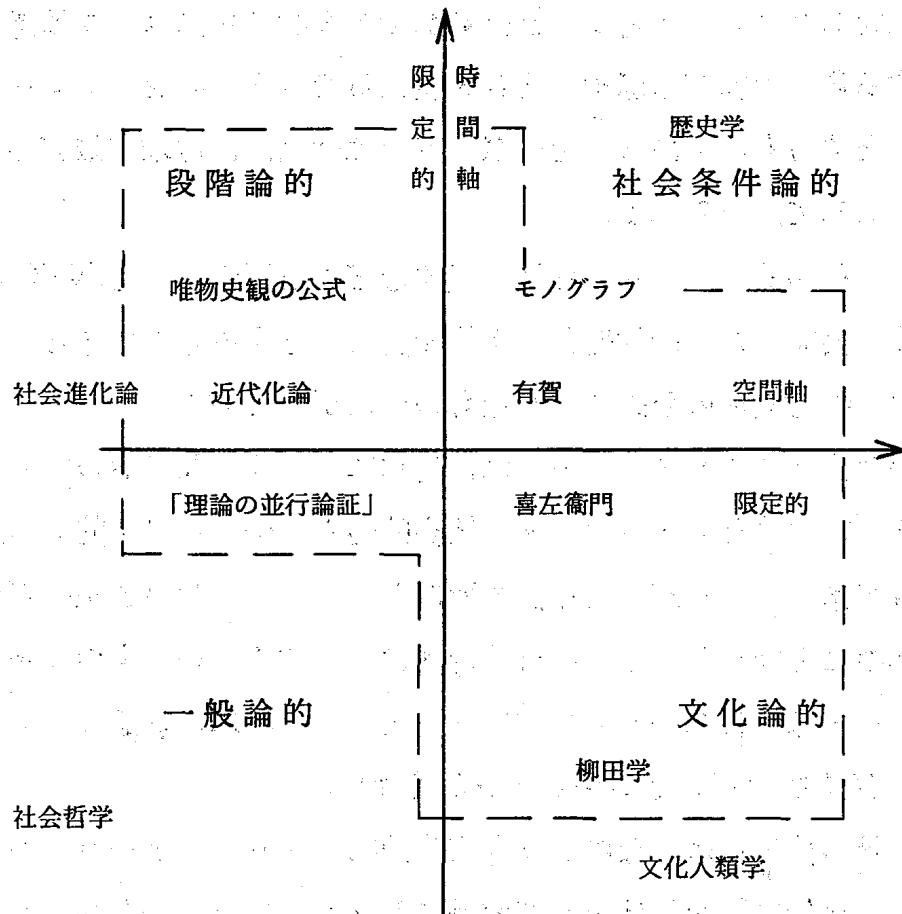 時間軸
限定的
歴史学
段階論的
社会条件論的
唯物史観の公式
モノグラフ
社会進化論
近代化論
有賀
空間軸
「理論の並行論証」
喜左衞門
限定的
一般論的
文化論的
柳田学
社会哲学
文化人類学